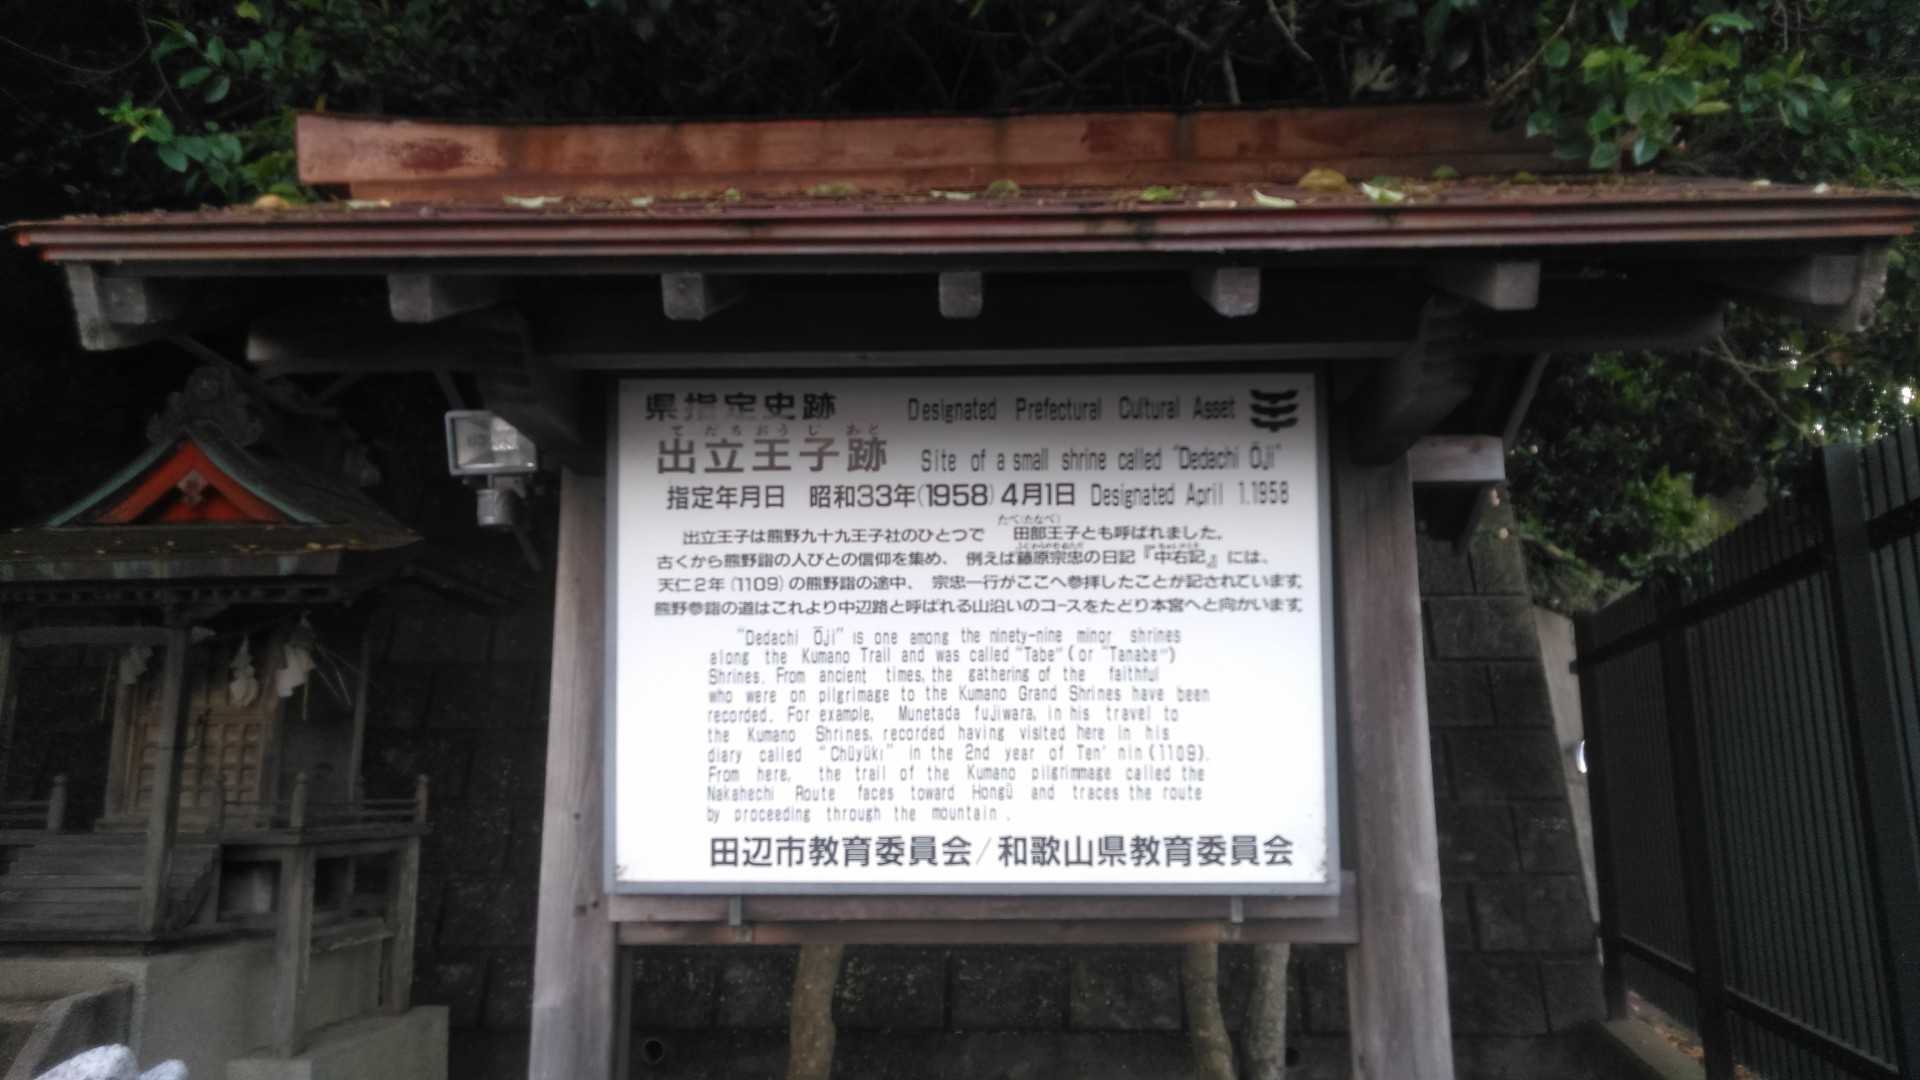 県指定史跡 Designated Prefectural Cultural Asset
でだちおうじ あと
出立王子跡 Site of a small shrine called "Dedachi Ōji"
指定年月日 昭和33年(1958)4月1日 Designated April 1.1958
たべ(たなべ)
出立王子は熊野九十九王子社のひとつで 田部王子とも呼ばれました。
古くから熊野詣の人びとの信仰を集め、例えば藤原宗忠の日記『中右記』には、
天仁2年(1109)の熊野詣の途中、宗忠一行がここへ参拝したことが記されています。
熊野参詣の道はこれより中辺路と呼ばれる山沿いのコースをたどり本宮へと向かいます。
"Dedachi Ōji" is one among the ninety-nine minor shrines
along the Kumano Trail and was called "Tabe" (or "Tanabe")
Shrines. From ancient times, the gathering of the faithful
who were on pilgrimage to the Kumano Grand Shrines have been
recorded. For example, Munetada fujiwara, in his travel to
the Kumano Shrines, recorded having visited here in his
diary called "Chūyūki" in the 2nd year of Ten'nin (1109).
From here, the trail of the Kumano pilgrimmage called the
Nakahechi Route faces toward Hongū and traces the route
by proceeding through the mountain.
田辺市教育委員会/和歌山県教育委員会